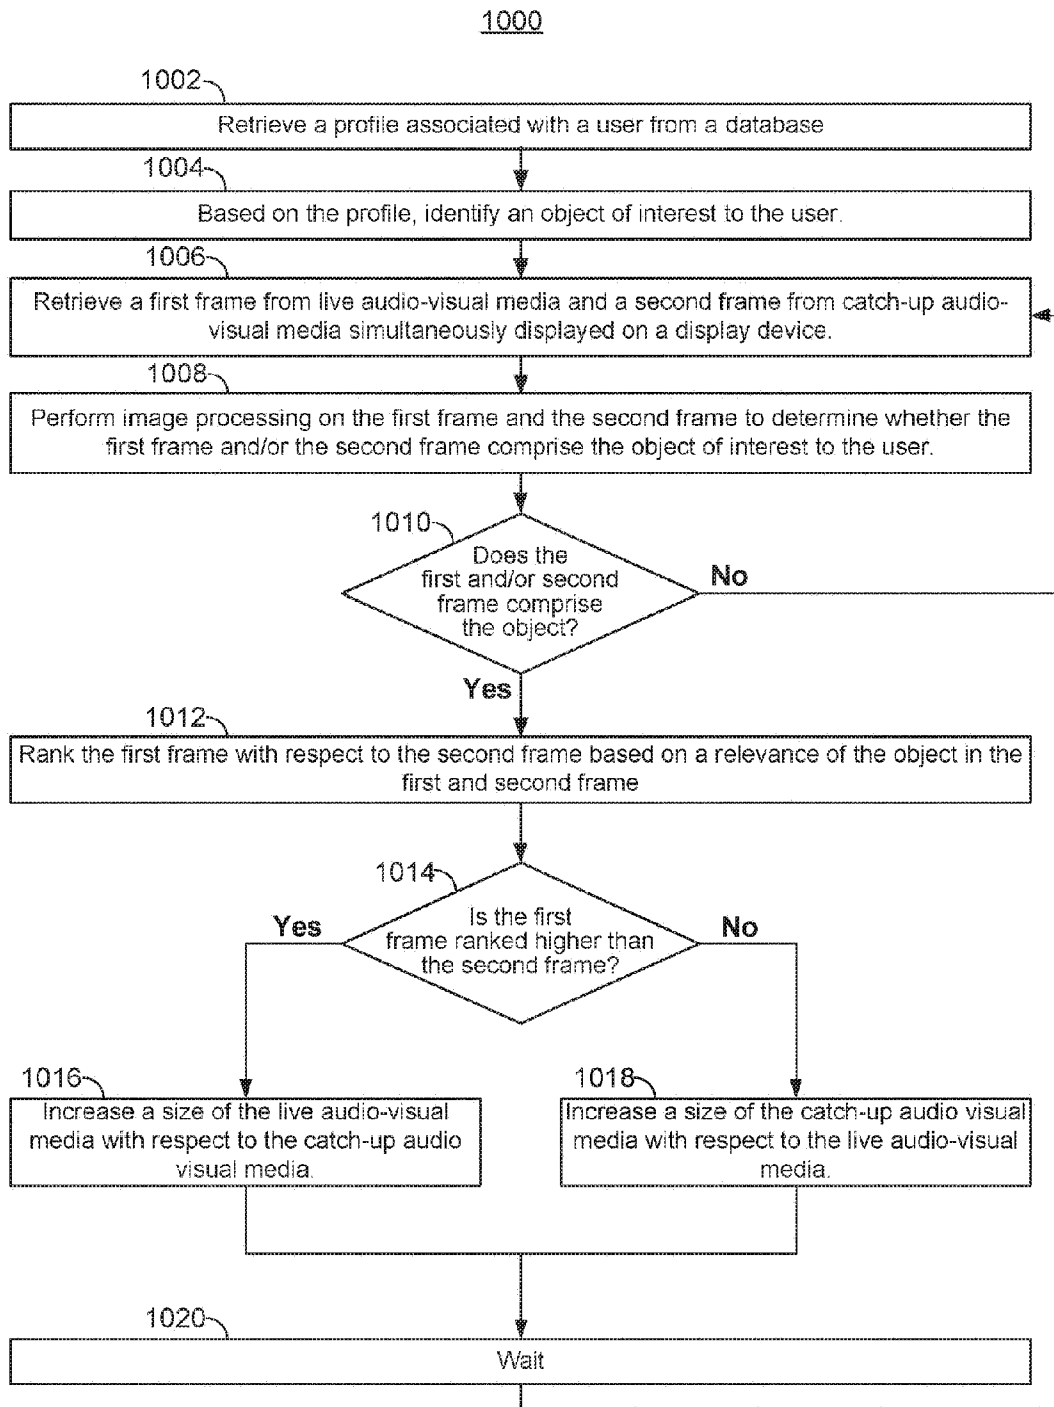 1000
1002
Retrieve a profile associated with a user from a database
1004
Based on the profile, identify an object of interest to the user.
1006
Retrieve a first frame from live audio-visual media and a second frame from catch-up audio-
visual media simultaneously displayed on a display device.
1008
Perform image processing on the first frame and the second frame to determine whether the
first frame and/or the second frame comprise the object of interest to the user.
1010
Does the
first and/or second
frame comprise
the object?
No
Yes
1012
Rank the first frame with respect to the second frame based on a relevance of the object in the
first and second frame
1014
Is the first
frame ranked higher than
the second frame?
Yes
No
1016
Increase a size of the live audio-visual
media with respect to the catch-up audio
visual media.
1018
Increase a size of the catch-up audio visual
media with respect to the live audio-visual
media.
1020
Wait